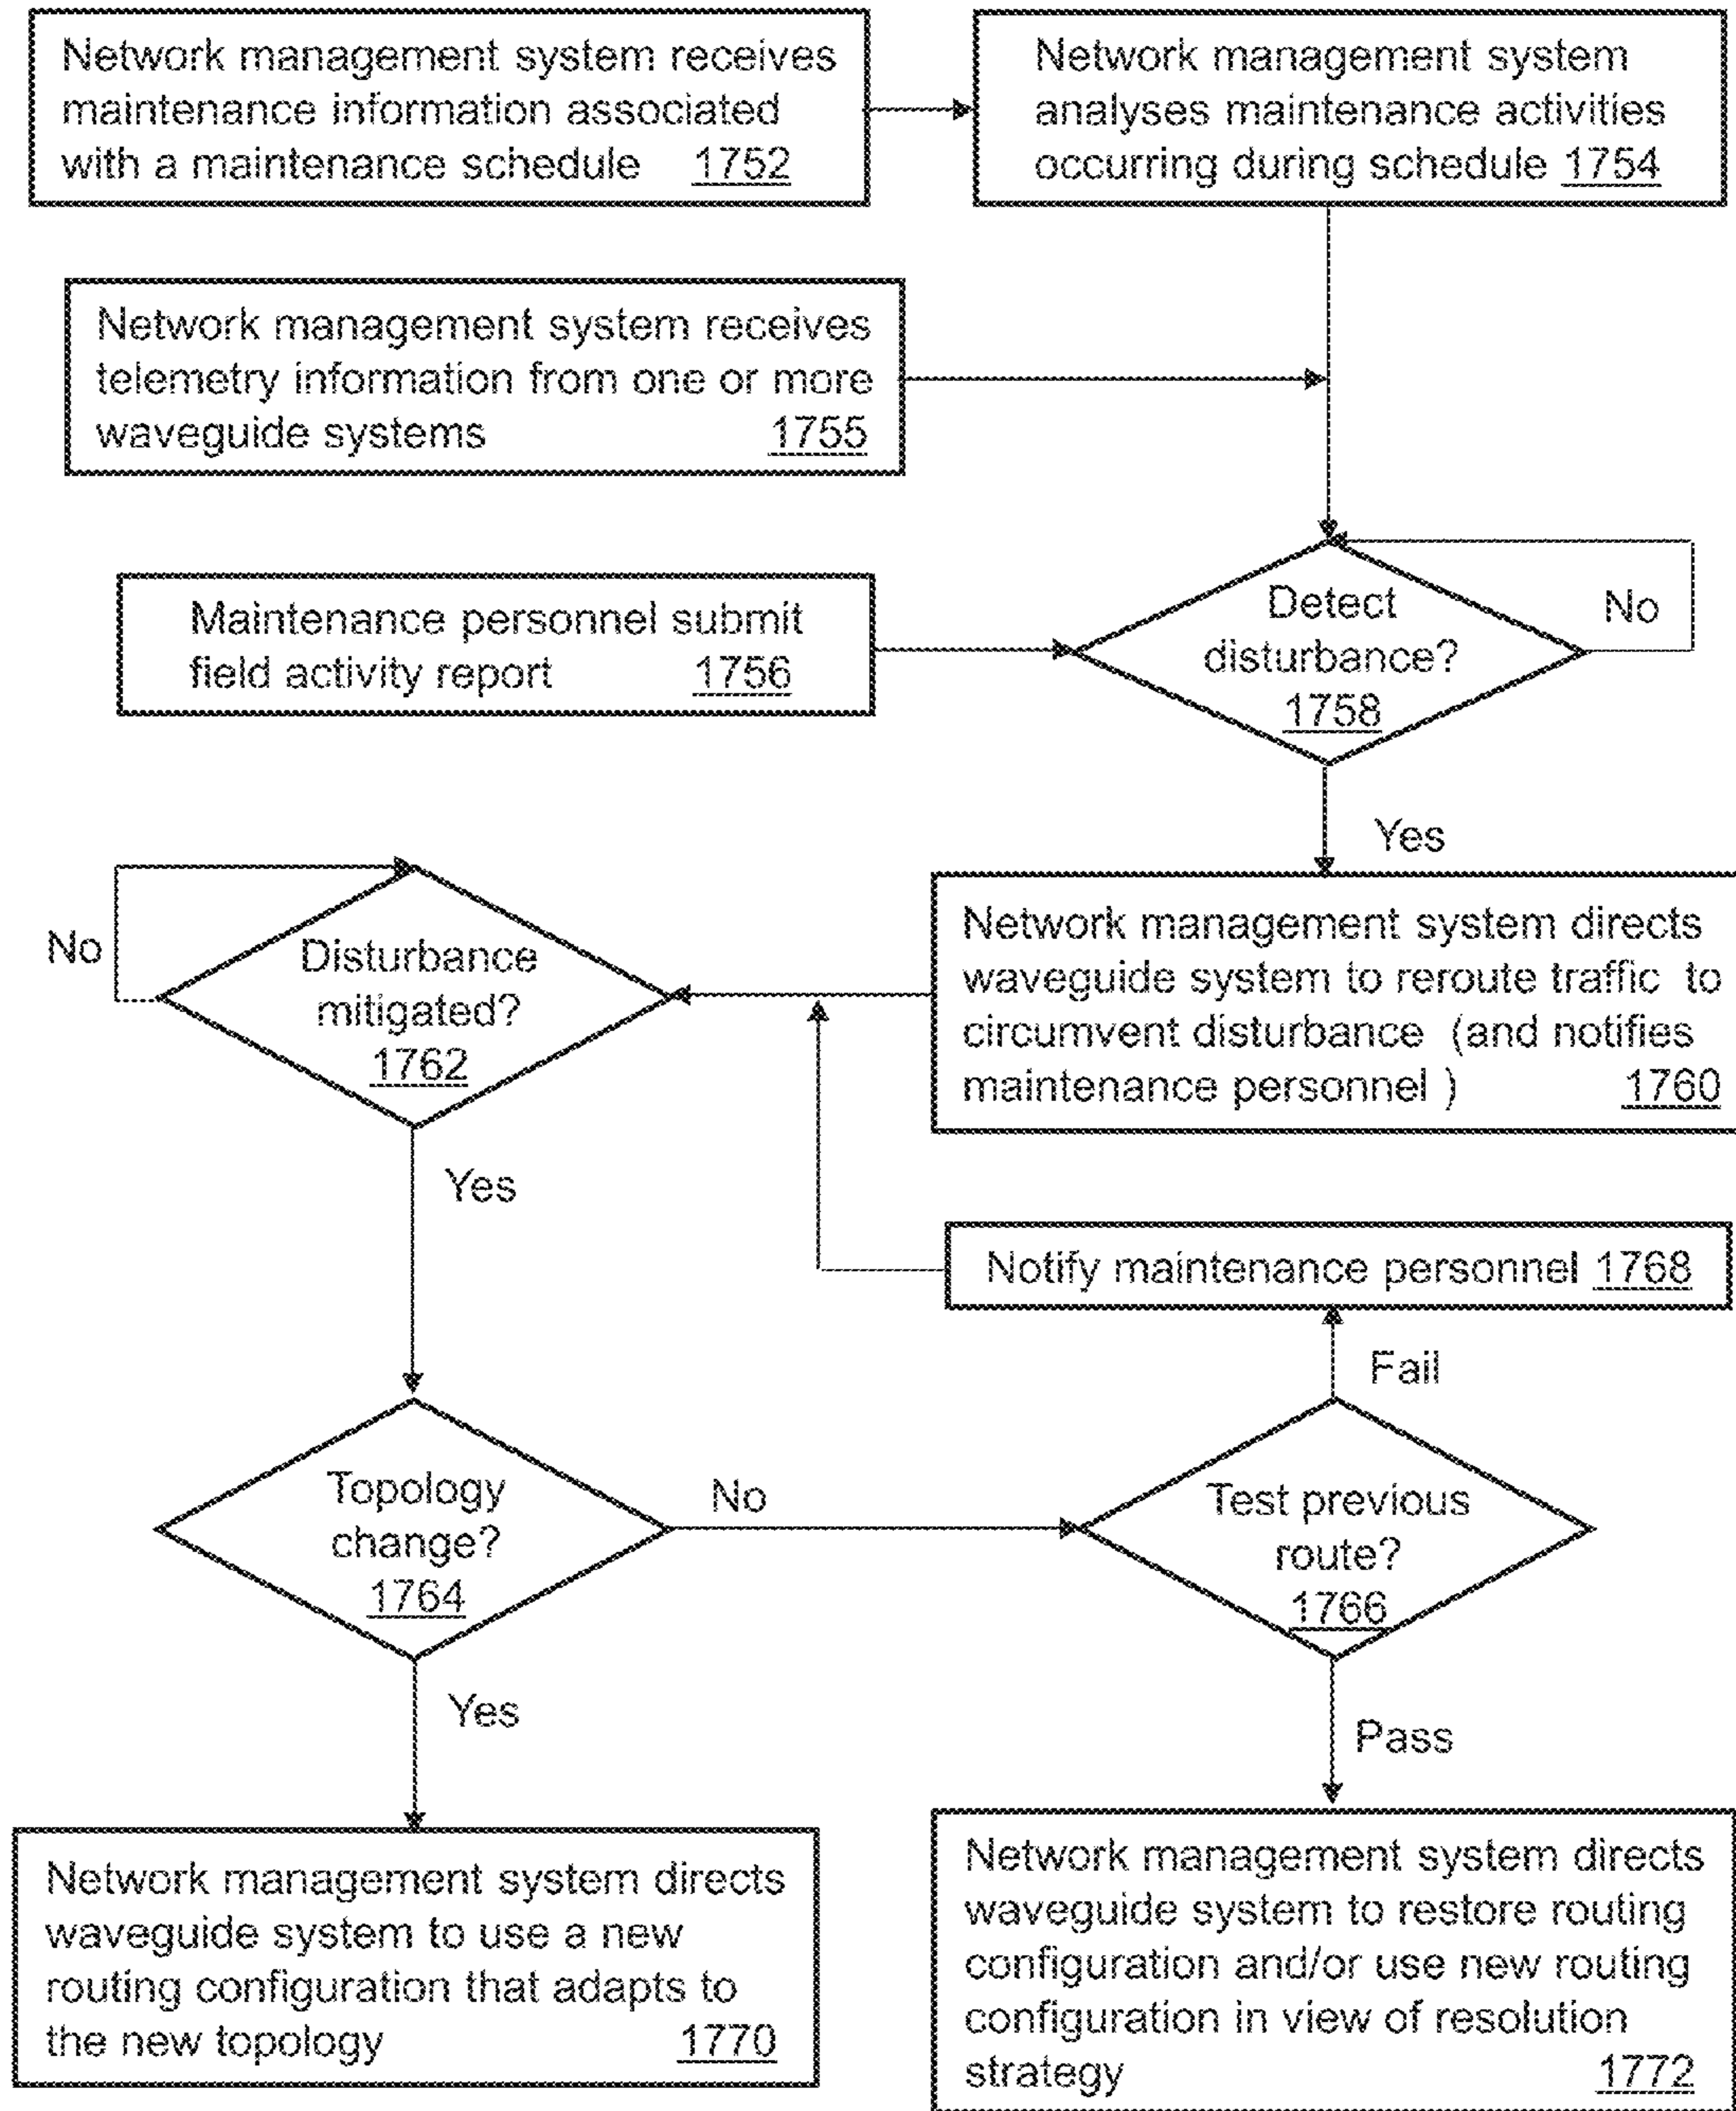 Network management system receives
maintenance information associated
with a maintenance schedule 1752
Network management system
analyses maintenance activities
occurring during schedule 1754
Network management system receives
telemetry information from one or more
waveguide systems 1755
Maintenance personnel submit
field activity report 1756
Detect
disturbance?
1758
No
Yes
Network management system directs
waveguide system to reroute traffic to
circumvent disturbance (and notifies
maintenance personnel ) 1760
No
Disturbance
mitigated?
1762
Yes
Notify maintenance personnel 1768
Fail
Topology
change?
1764
No
Test previous
route?
1766
Yes
Pass
Network management system directs
waveguide system to use a new
routing configuration that adapts to
the new topology 1770
Network management system directs
waveguide system to restore routing
configuration and/or use new routing
configuration in view of resolution
strategy 1772